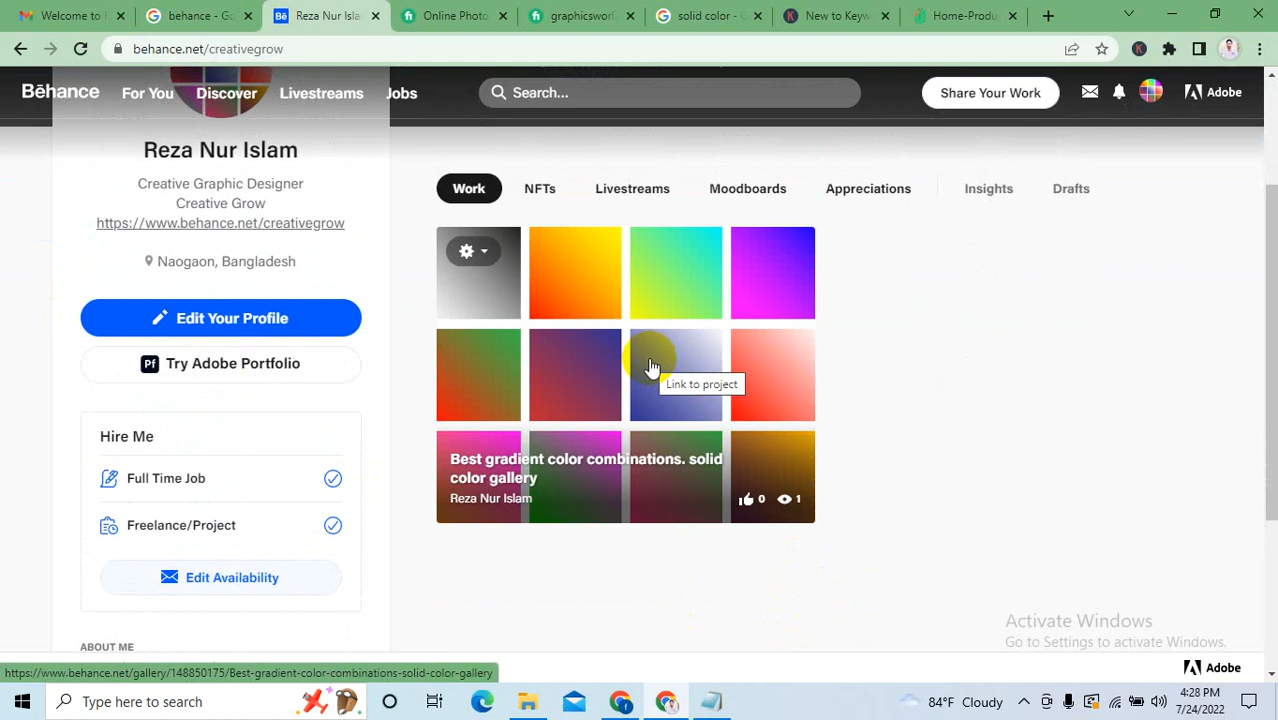 Welcome to B
behance - Go
Reza Nur Isla
Online Photo
graphicsworl
solid color - G
New to Keyw
Home-Produ
behance.net/creativegrow
Bēhance
For You
Discover
Livestreams
Jobs
Search...
Share Your Work
Adobe
Reza Nur Islam
Creative Graphic Designer
Creative Grow
https://www.behance.net/creativegrow
Naogaon, Bangladesh
Edit Your Profile
Pf Try Adobe Portfolio
Hire Me
Full Time Job
Freelance/Project
Edit Availability
ABOUT ME
Work
NFTs
Livestreams
Moodboards
Appreciations
Insights
Drafts
Link to project
Best gradient color combinations. solid
color gallery
Reza Nur Islam
0
1
Activate Windows
Go to Settings to activate Windows.
https://www.behance.net/gallery/148850175/Best-gradient-color-combinations-solid-color-gallery
Adobe
Type here to search
84°F Cloudy
4:28 PM
7/24/2022